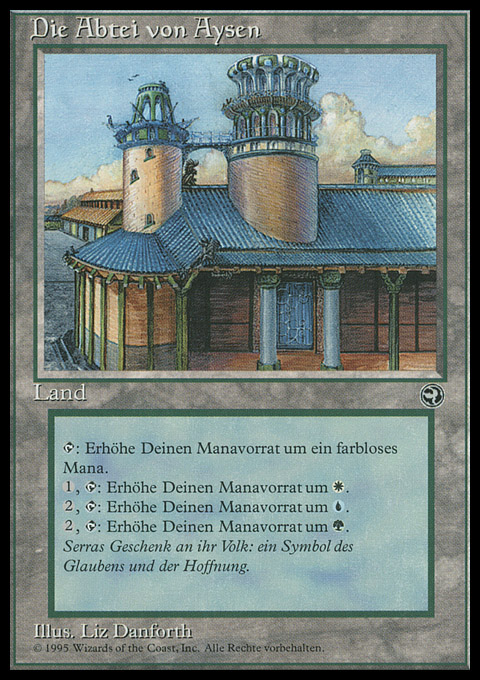 Die Abtei von Aysen
Land
: Erhöhe Deinen Manavorrat um ein farbloses
Mana.
1, : Erhöhe Deinen Manavorrat um .
2, : Erhöhe Deinen Manavorrat um .
2, : Erhöhe Deinen Manavorrat um .
Serras Geschenk an ihr Volk: ein Symbol des
Glaubens und der Hoffnung.
Illus. Liz Danforth
© 1995 Wizards of the Coast, Inc. Alle Rechte vorbehalten.